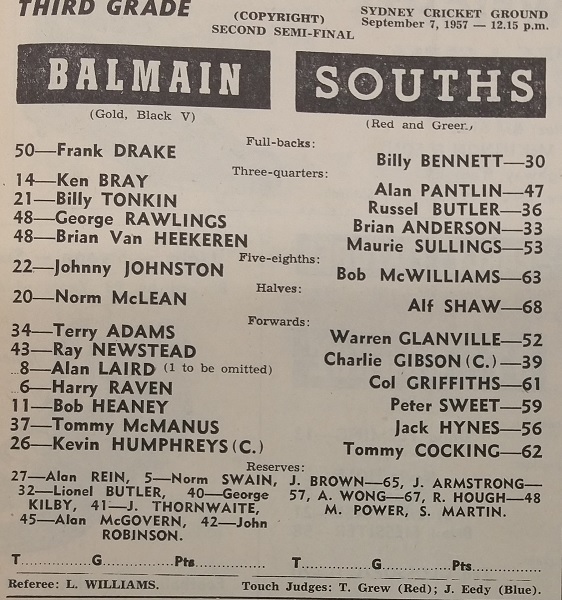 THIRD GRADE
(COPYRIGHT)
SECOND SEMI-FINAL
SYDNEY CRICKET GROUND
September 7, 1957 — 12.15 p.m.
BALMAIN
(Gold, Black V)
SOUTHS
(Red and Green)
Full-backs:
50—Frank DRAKE
Billy BENNETT—30
Three-quarters:
14—Ken BRAY
Alan PANTLIN—47
21—Billy TONKIN
Russel BUTLER—36
48—George RAWLINGS
Brian ANDERSON—33
48—Brian Van HEEKEREN
Maurie SULLINGS—53
Five-eighths:
22—Johnny JOHNSTON
Bob McWILLIAMS—63
Halves:
20—Norm McLEAN
Alf SHAW—68
Forwards:
34—Terry ADAMS
Warren GLANVILLE—52
43—Ray NEWSTEAD
Charlie GIBSON (C.)—39
8—Alan LAIRD (1 to be omitted)
Col GRIFFITHS—61
6—Harry RAVEN
Peter SWEET—59
11—Bob HEANEY
Jack HYNES—56
37—Tommy McMANUS
Tommy COCKING—62
26—Kevin HUMPHREYS (C.)
Reserves:
27—Alan REIN, 5—Norm SWAIN,
32—Lionel BUTLER, 40—George
KILBY, 41—J. THORNWAITE,
45—Alan McGOVERN, 42—John
ROBINSON.
J. BROWN—65, J. ARMSTRONG—
57, A. WONG—67, R. HOUGH—48
M. POWER, S. MARTIN.
T..............G..............Pts..............
T..............G..............Pts..............
Referee: L. WILLIAMS.
Touch Judges: T. Grew (Red); J. Eedy (Blue).